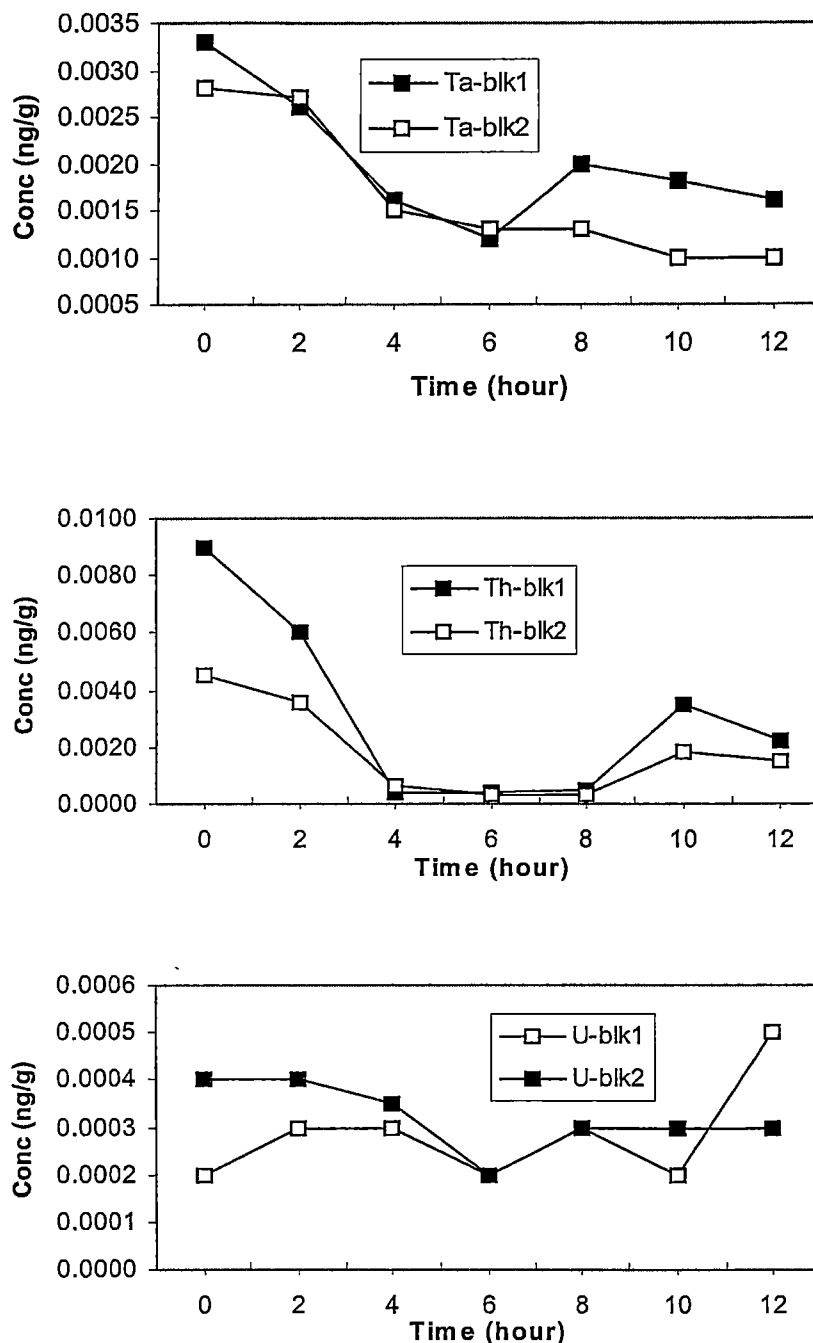 0.0035
0.0030
0.0025
0.0020
0.0015
0.0010
0.0005
Conc (ng/g)
Ta-blk1
Ta-blk2
0 2 4 6 8 10 12
Time (hour)
0.0100
0.0080
0.0060
0.0040
0.0020
0.0000
Conc (ng/g)
Th-blk1
Th-blk2
0 2 4 6 8 10 12
Time (hour)
0.0006
0.0005
0.0004
0.0003
0.0002
0.0001
0.0000
Conc (ng/g)
U-blk1
U-blk2
0 2 4 6 8 10 12
Time (hour)